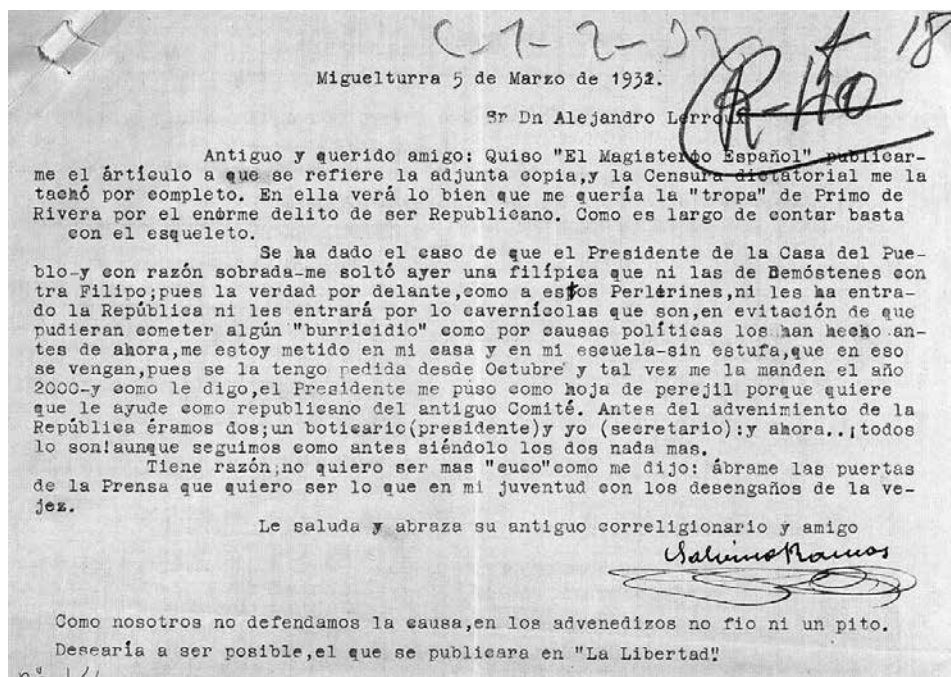 C-1-2-
18
R-to
Miguelturra 5 de Marzo de 1932.
Sr Dn Alejandro Lerroux
Antiguo y querido amigo: Quiso "El Magisterio Español" publicar-
me el ártículo a que se refiere la adjunta copia,y la Censura dictatorial me la
tachó por completo. En ella verá lo bien que me quería la "tropa" de Primo de
Rivera por el enórme delito de ser Republicano. Como es largo de contar basta
con el esqueleto.
Se ha dado el caso de que el Presidente de la Casa del Pue-
blo-y con razón sobrada-me soltó ayer una filípica que ni las de Demóstenes con
tra Filipo;pues la verdad por delante,como a estos Perlerines,ni les ha entra-
do la República ni les entrará por lo cavernícolas que son,en evitación de que
pudieran cometer algún "burricidio" como por causas políticas los han hecho an-
tes de ahora,me estoy metido en mi casa y en mi escuela-sin estufa,que en eso
se vengan,pues se la tengo pedida desde Octubre y tal vez me la manden el año
2000-y como le digo,el Presidente me puso como hoja de perejil porque quiere
que le ayude como republicano del antiguo Comité. Antes del advenimiento de la
República éramos dos;un boticario(presidente)y yo (secretario):y ahora..¡todos
lo son!aunque seguimos como antes siéndolo los dos nada mas.
Tiene razón;no quiero ser mas "cuco"como me dijo: ábrame las puertas
de la Prensa que quiero ser lo que en mi juventud con los desengaños de la ve-
jez.
Le saluda y abraza su antiguo correligionario y amigo
Salvino Ramos
Como nosotros no defendamos la causa,en los advenedizos no fio ni un pito.
Desearía a ser posible,el que se publicara en "La Libertad"